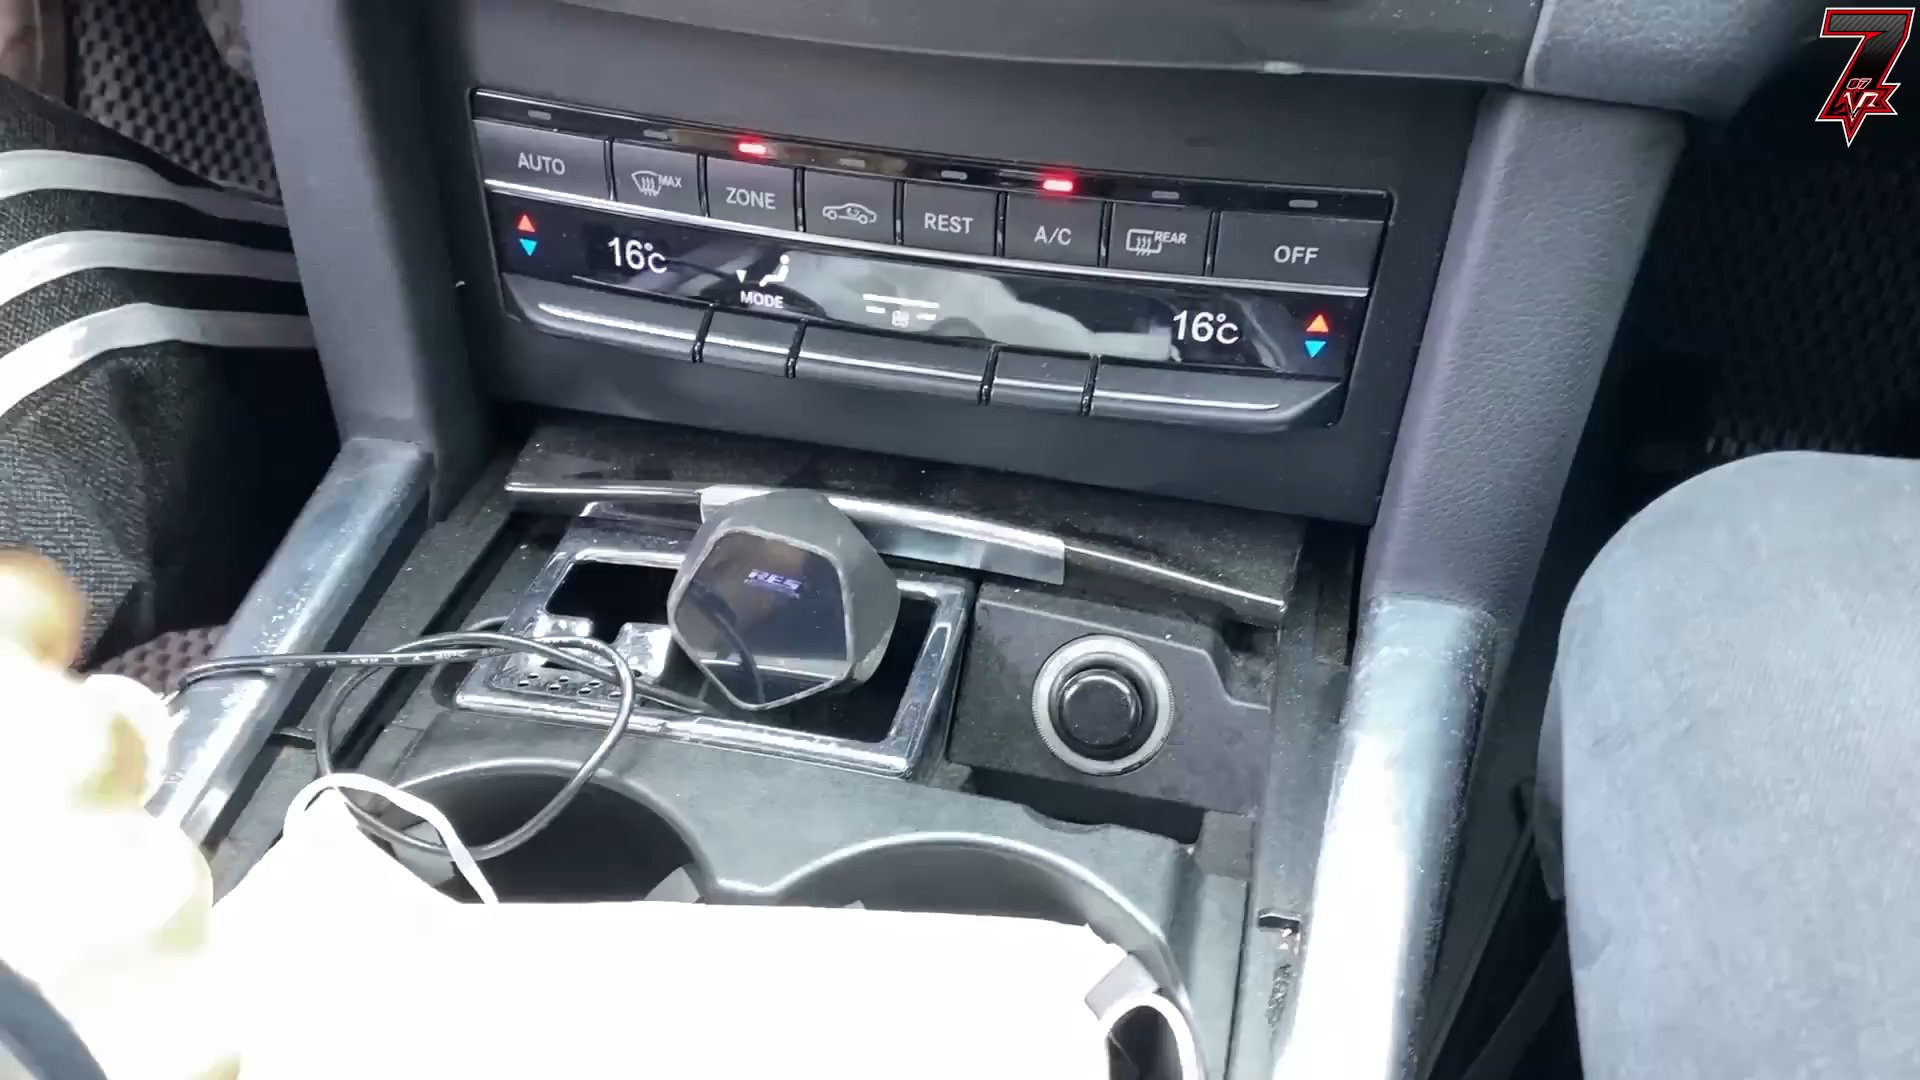 AUTO
MAX
ZONE
REST
A/C
REAR
OFF
16°C
MODE
16°C
RES